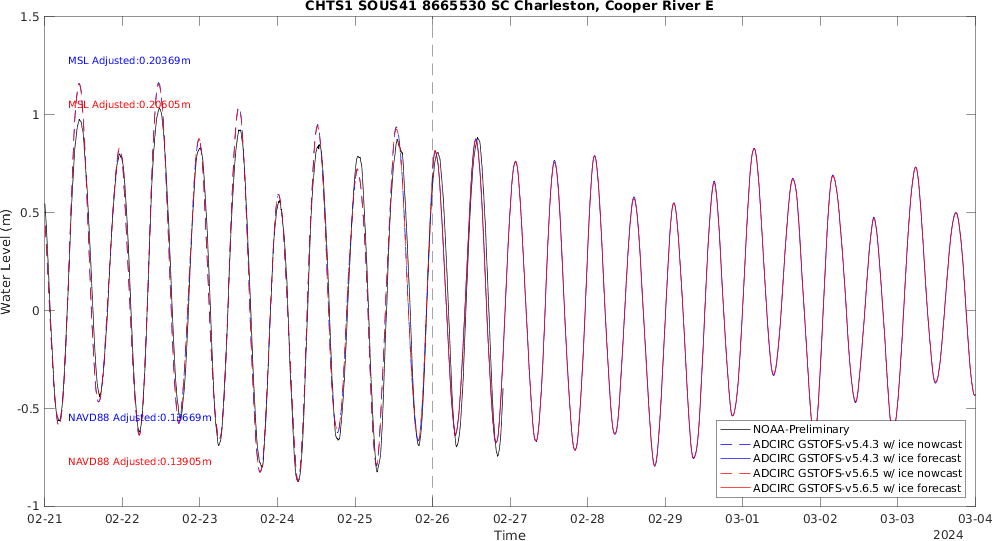 CHTS1 SOUS41 8665530 SC Charleston, Cooper River E
1.5
1
0.5
0
-0.5
-1
Water Level (m)
MSL Adjusted:0.20369m
MSL Adjusted:0.20605m
NAVD88 Adjusted:0.13669m
NAVD88 Adjusted:0.13905m
NOAA-Preliminary
ADCIRC GSTOFS-v5.4.3 w/ ice nowcast
ADCIRC GSTOFS-v5.4.3 w/ ice forecast
ADCIRC GSTOFS-v5.6.5 w/ ice nowcast
ADCIRC GSTOFS-v5.6.5 w/ ice forecast
02-21 02-22 02-23 02-24 02-25 02-26 02-27 02-28 02-29 03-01 03-02 03-03 03-04
Time
2024